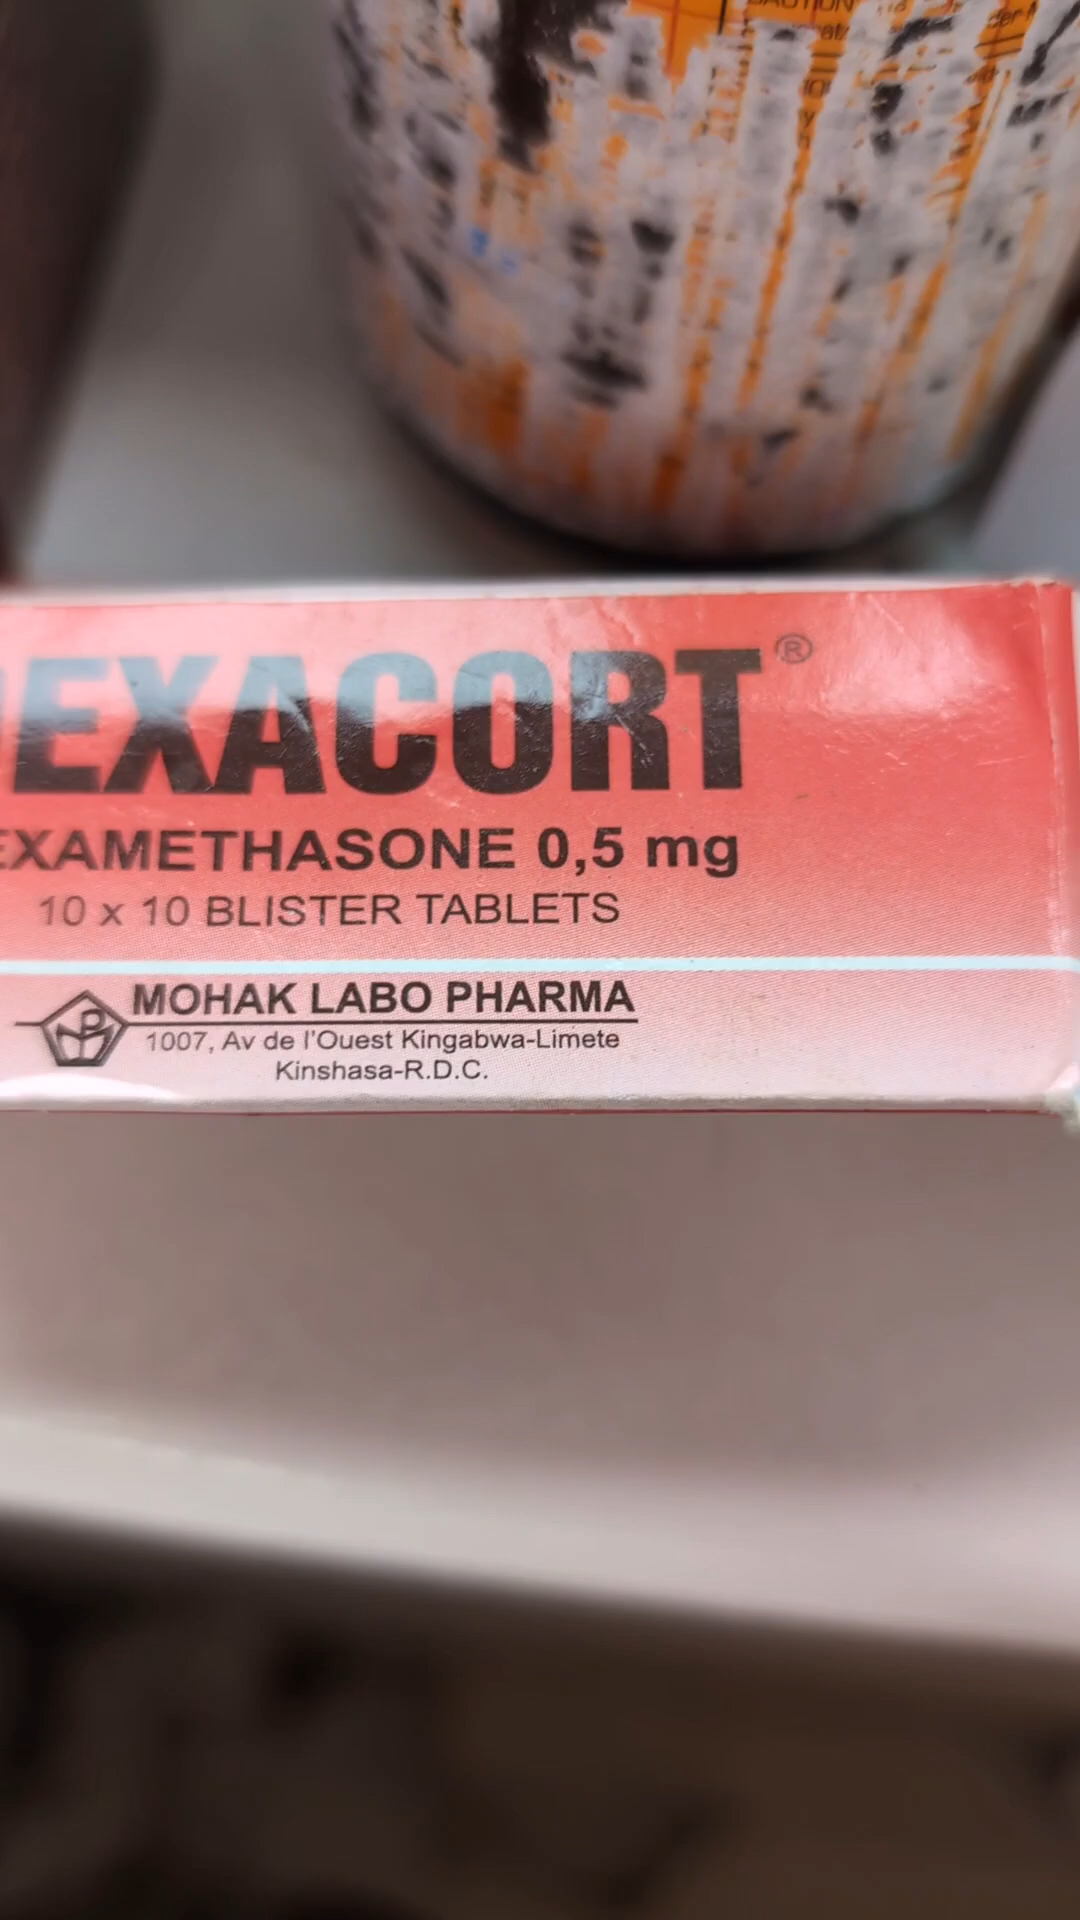 CAUTION
EXACORT®
EXAMETHASONE 0,5 mg
10 x 10 BLISTER TABLETS
MOHAK LABO PHARMA
1007, Av de l'Ouest Kingabwa-Limete
Kinshasa-R.D.C.